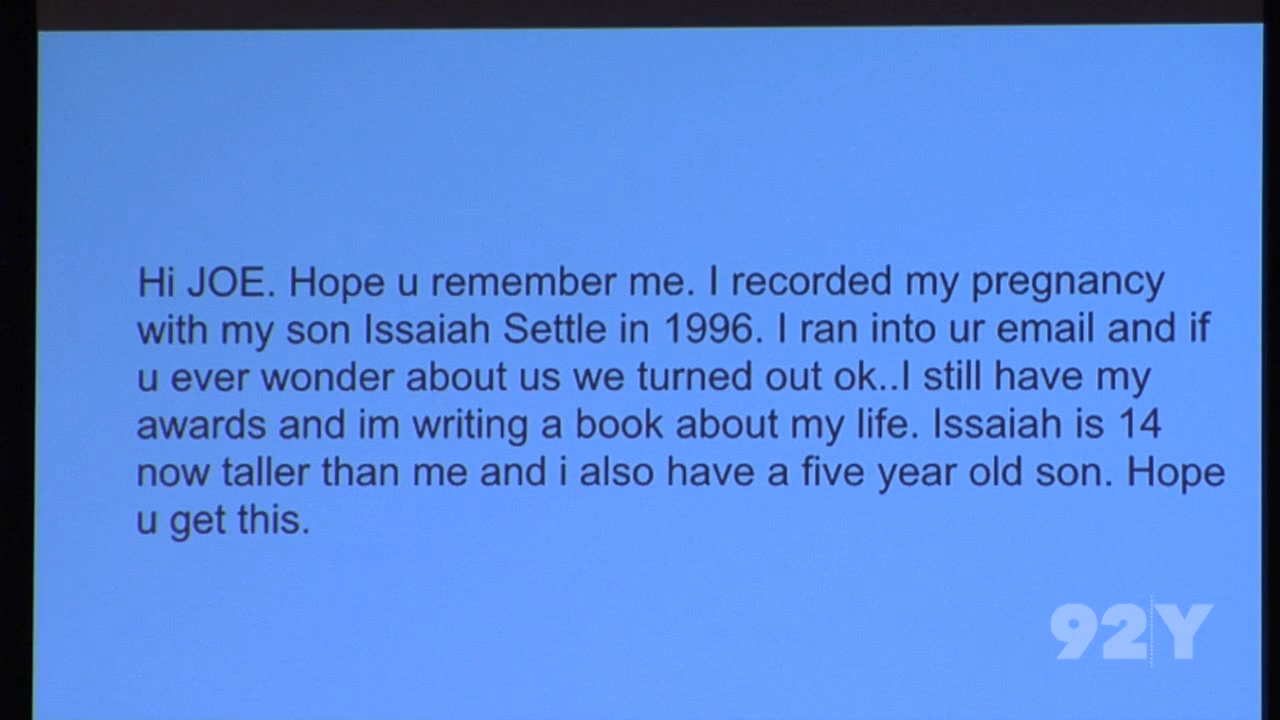 Hi JOE. Hope u remember me. I recorded my pregnancy
with my son Issaiah Settle in 1996. I ran into ur email and if
u ever wonder about us we turned out ok..I still have my
awards and im writing a book about my life. Issaiah is 14
now taller than me and i also have a five year old son. Hope
u get this.
92Y